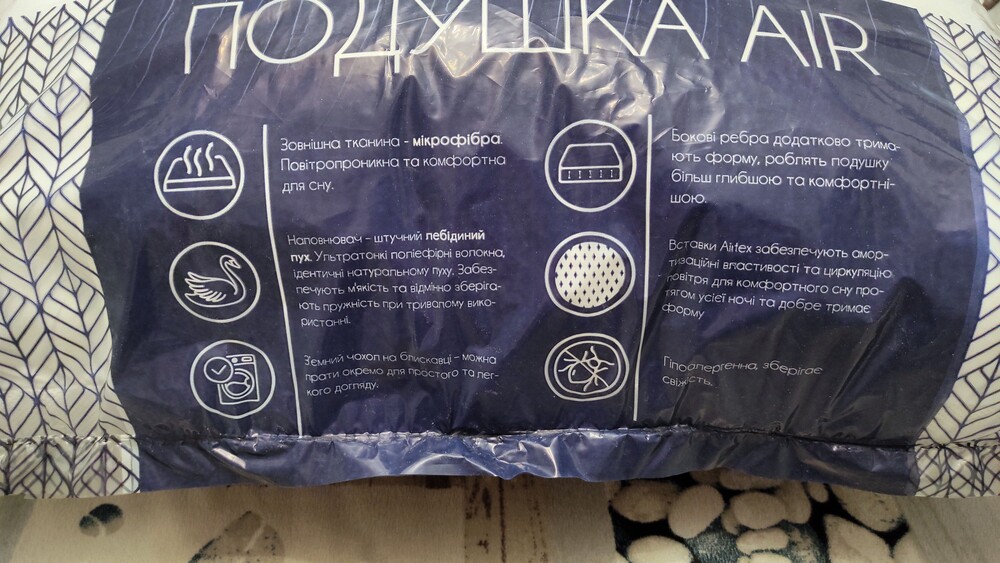 ПОДУШКА AIR
Зовнішна тканина - мікрофібра.
Повітропроникна та комфортна
для сну.
Наповнювач - штучний лебідиний
пух. Ультратонкі поліефірні волокна,
ідентичні натуральному пуху. Забез-
печують м'якість та відмінно зберіга-
ють пружність при тривалому вико-
ристанні.
З'ємний чохол на блискавці - можна
прати окремо для простого та лег-
кого догляду.
Бокові ребра додатково трима-
ють форму, роблять подушку
більш глибшою та комфортні-
шою.
Вставки Airtex забезпечують амор-
тизаційні властивості та циркуляцію
повітря для комфортного сну про-
тягом усієї ночі та добре тримає
форму
Гіпоалергенна, зберігає
свіжість.